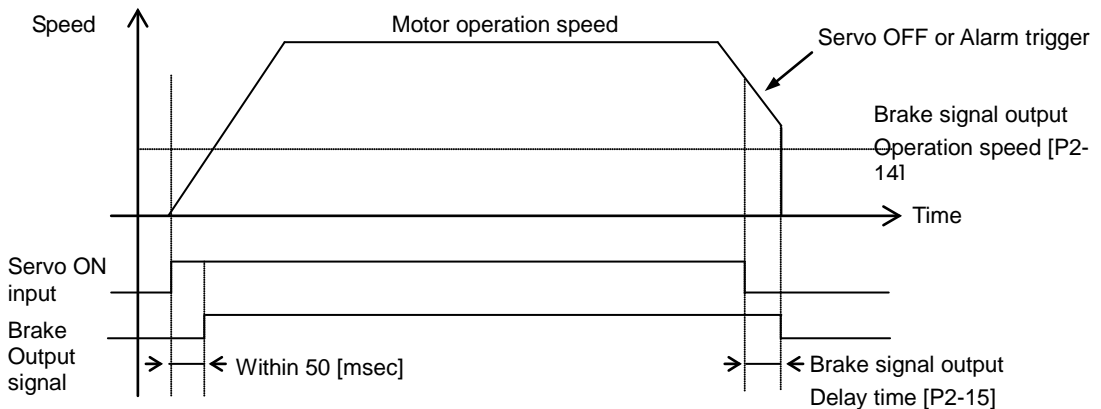 Speed
Motor operation speed
Servo OFF or Alarm trigger
Brake signal output
Operation speed [P2-
14]
Time
Servo ON
input
Brake
Output
signal
Within 50 [msec]
Brake signal output
Delay time [P2-15]